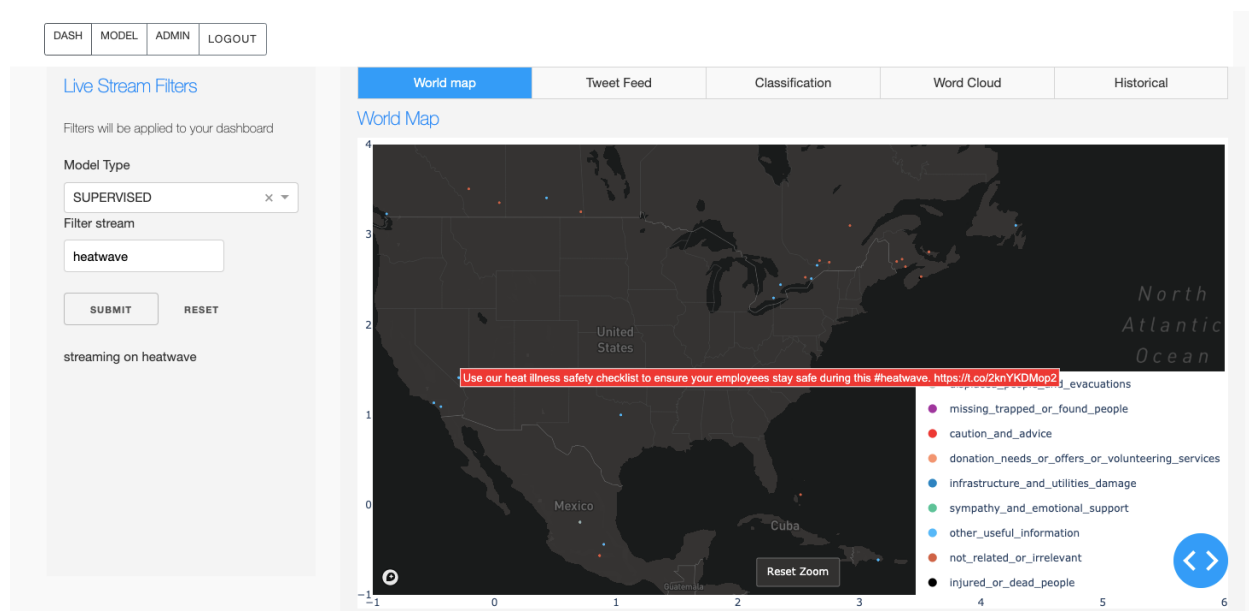 DASH
MODEL
ADMIN
LOGOUT
Live Stream Filters
Filters will be applied to your dashboard
Model Type
SUPERVISED
Filter stream
heatwave
SUBMIT
RESET
streaming on heatwave
World map
Tweet Feed
Classification
Word Cloud
Historical
World Map
4
3
2
1
0
−1
United
States
North
Atlantic
Ocean
Use our heat illness safety checklist to ensure your employees stay safe during this #heatwave. https://t.co/2knYKDMop2
Mexico
Cuba
Guatemala
Reset Zoom
displaced_people_and_evacuations
missing_trapped_or_found_people
caution_and_advice
donation_needs_or_offers_or_volunteering_services
infrastructure_and_utilities_damage
sympathy_and_emotional_support
other_useful_information
not_related_or_irrelevant
injured_or_dead_people
−1
0
1
2
3
4
5
6